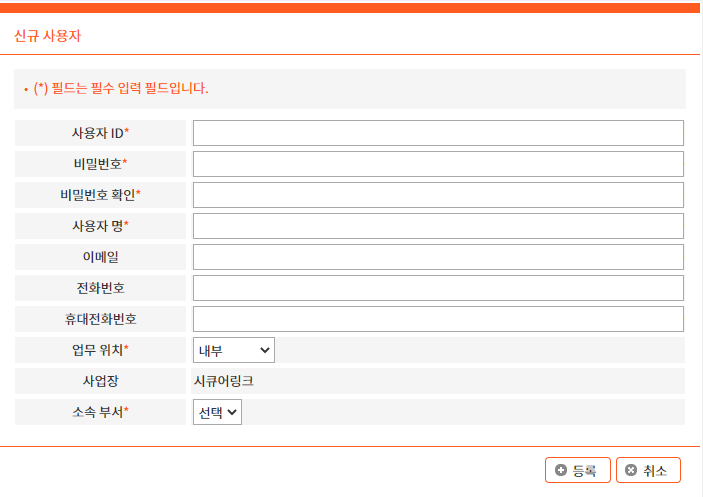 신규 사용자
• (*) 필드는 필수 입력 필드입니다.
사용자 ID*
비밀번호*
비밀번호 확인*
사용자 명*
이메일
전화번호
휴대전화번호
업무 위치* 내부
사업장 시큐어링크
소속 부서* 선택
등록 취소